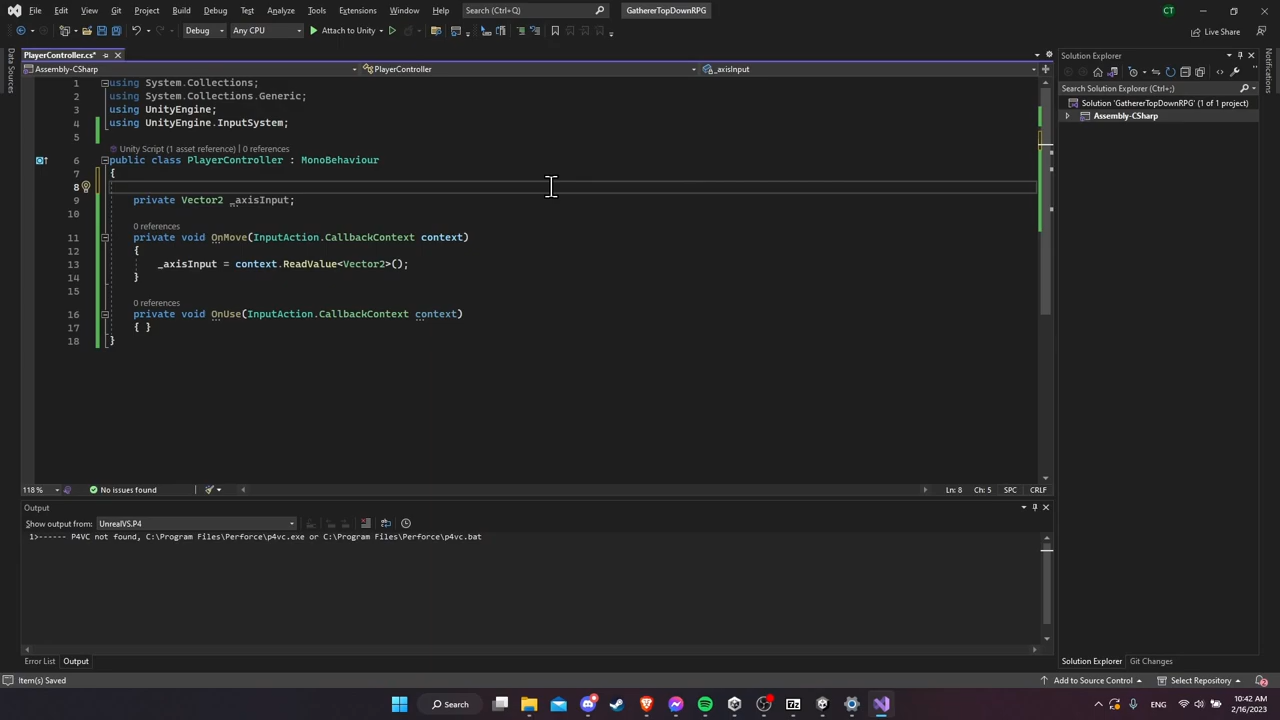 File Edit View Git Project Build Debug Test Analyze Tools Extensions Window Help Search (Ctrl+Q) GathererTopDownRPG CT
Debug Any CPU Attach to Unity Live Share
Data Sources
PlayerController.cs*
Assembly-CSharp PlayerController _axisInput
1 using System.Collections;
2 using System.Collections.Generic;
3 using UnityEngine;
4 using UnityEngine.InputSystem;
5
Unity Script (1 asset reference) | 0 references
6 public class PlayerController : MonoBehaviour
7 {
8
9 private Vector2 _axisInput;
10
0 references
11 private void OnMove(InputAction.CallbackContext context)
12 {
13 _axisInput = context.ReadValue<Vector2>();
14 }
15
0 references
16 private void OnUse(InputAction.CallbackContext context)
17 { }
18 }
118 % No issues found Ln: 8 Ch: 5 SPC CRLF
Output
Show output from: UnrealVS.P4
1>------ P4VC not found, C:\Program Files\Perforce\p4vc.exe or C:\Program Files\Perforce\p4vc.bat
Error List Output
Solution Explorer
Search Solution Explorer (Ctrl+;)
Solution 'GathererTopDownRPG' (1 of 1 project)
Assembly-CSharp
Solution Explorer Git Changes
Notifications
Item(s) Saved Add to Source Control Select Repository 2
Search ENG 10:42 AM
2/16/2023